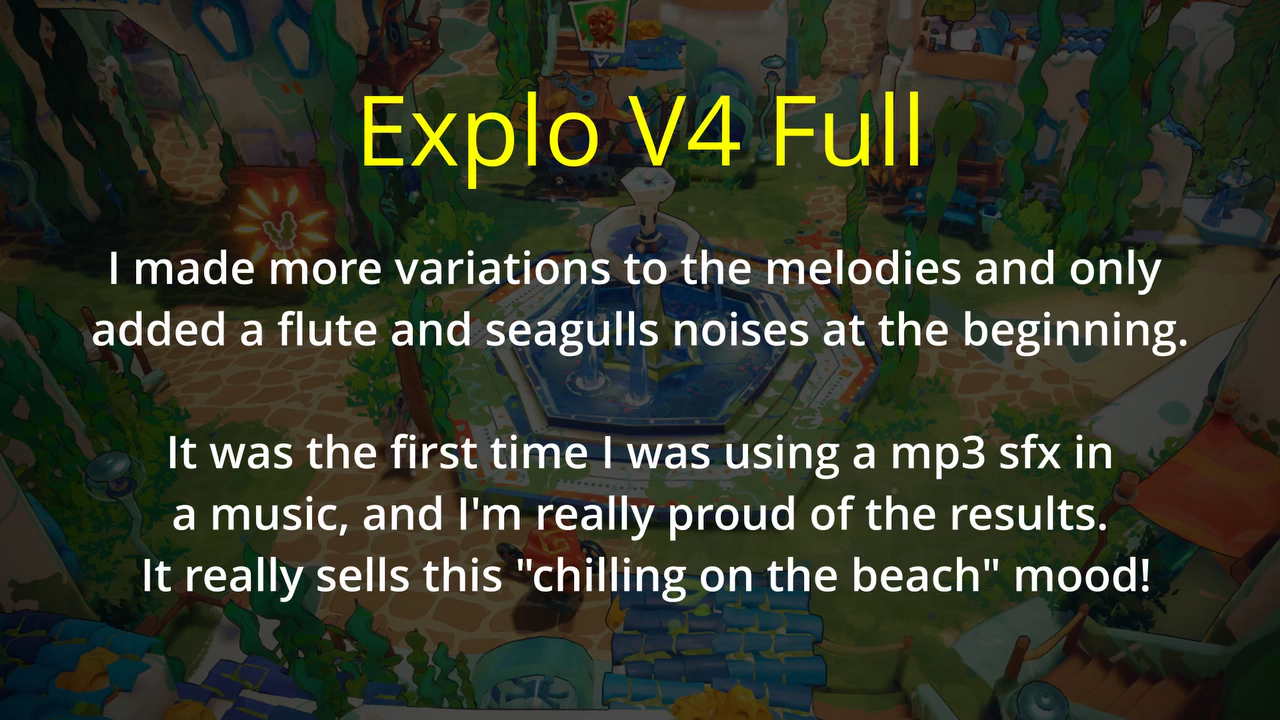 Explo V4 Full
I made more variations to the melodies and only
added a flute and seagulls noises at the beginning.
It was the first time I was using a mp3 sfx in
a music, and I'm really proud of the results.
It really sells this "chilling on the beach" mood!